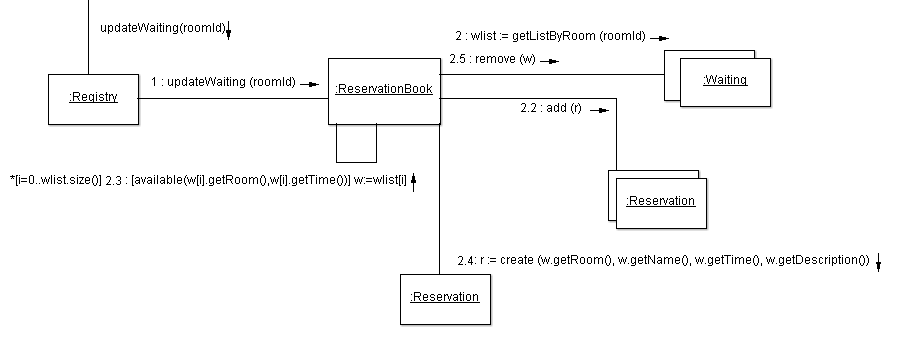 updateWaiting(roomId)
2 : wlist := getListByRoom (roomId)
2.5 : remove (w)
1 : updateWaiting (roomId)
:Registry
:ReservationBook
:Waiting
2.2 : add (r)
*[i=0..wlist.size()] 2.3 : [available(w[i].getRoom(),w[i].getTime())] w:=wlist[i]
:Reservation
2.4: r := create (w.getRoom(), w.getName(), w.getTime(), w.getDescription())
:Reservation